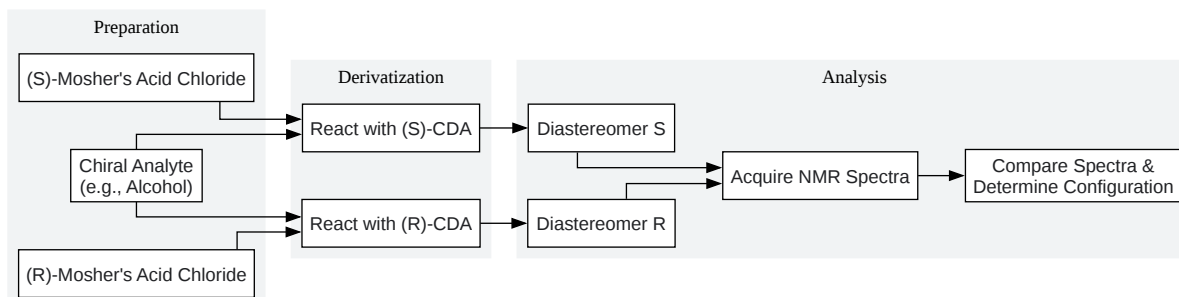 Preparation
(S)-Mosher's Acid Chloride
Chiral Analyte
(e.g., Alcohol)
(R)-Mosher's Acid Chloride
Derivatization
React with (S)-CDA
React with (R)-CDA
Analysis
Diastereomer S
Diastereomer R
Acquire NMR Spectra
Compare Spectra &
Determine Configuration